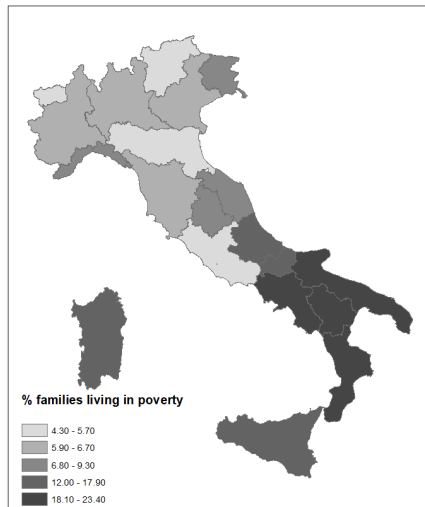 % families living in poverty
4.30 - 5.70
5.90 - 6.70
6.80 - 9.30
12.00 - 17.90
18.10 - 23.40